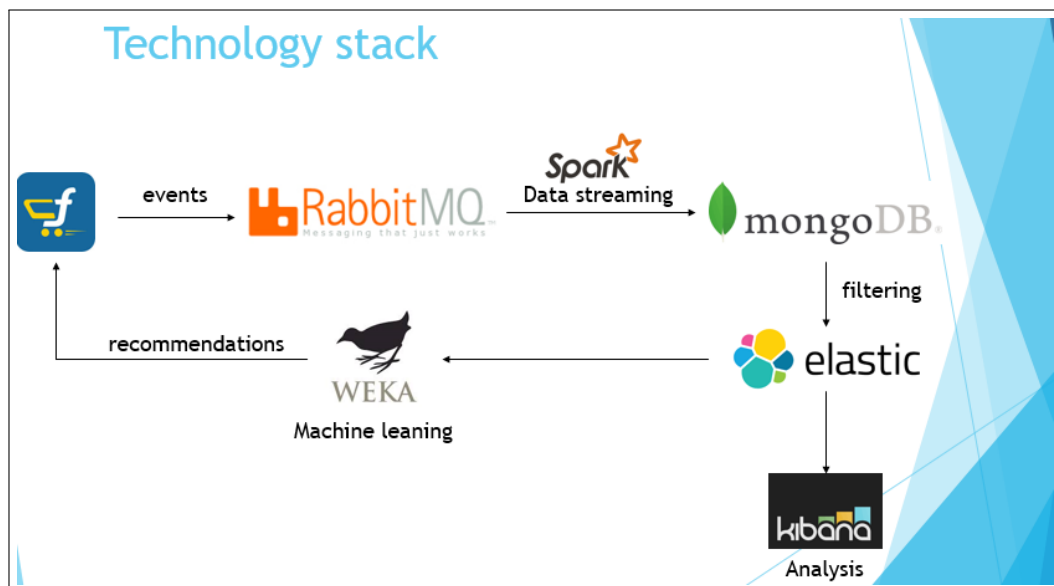 Technology stack
Spark
f
events
RabbitMQ
Messaging that just works
Data streaming
mongoDB®
filtering
recommendations
WEKA
elastic
Machine leaning
kibana
Analysis